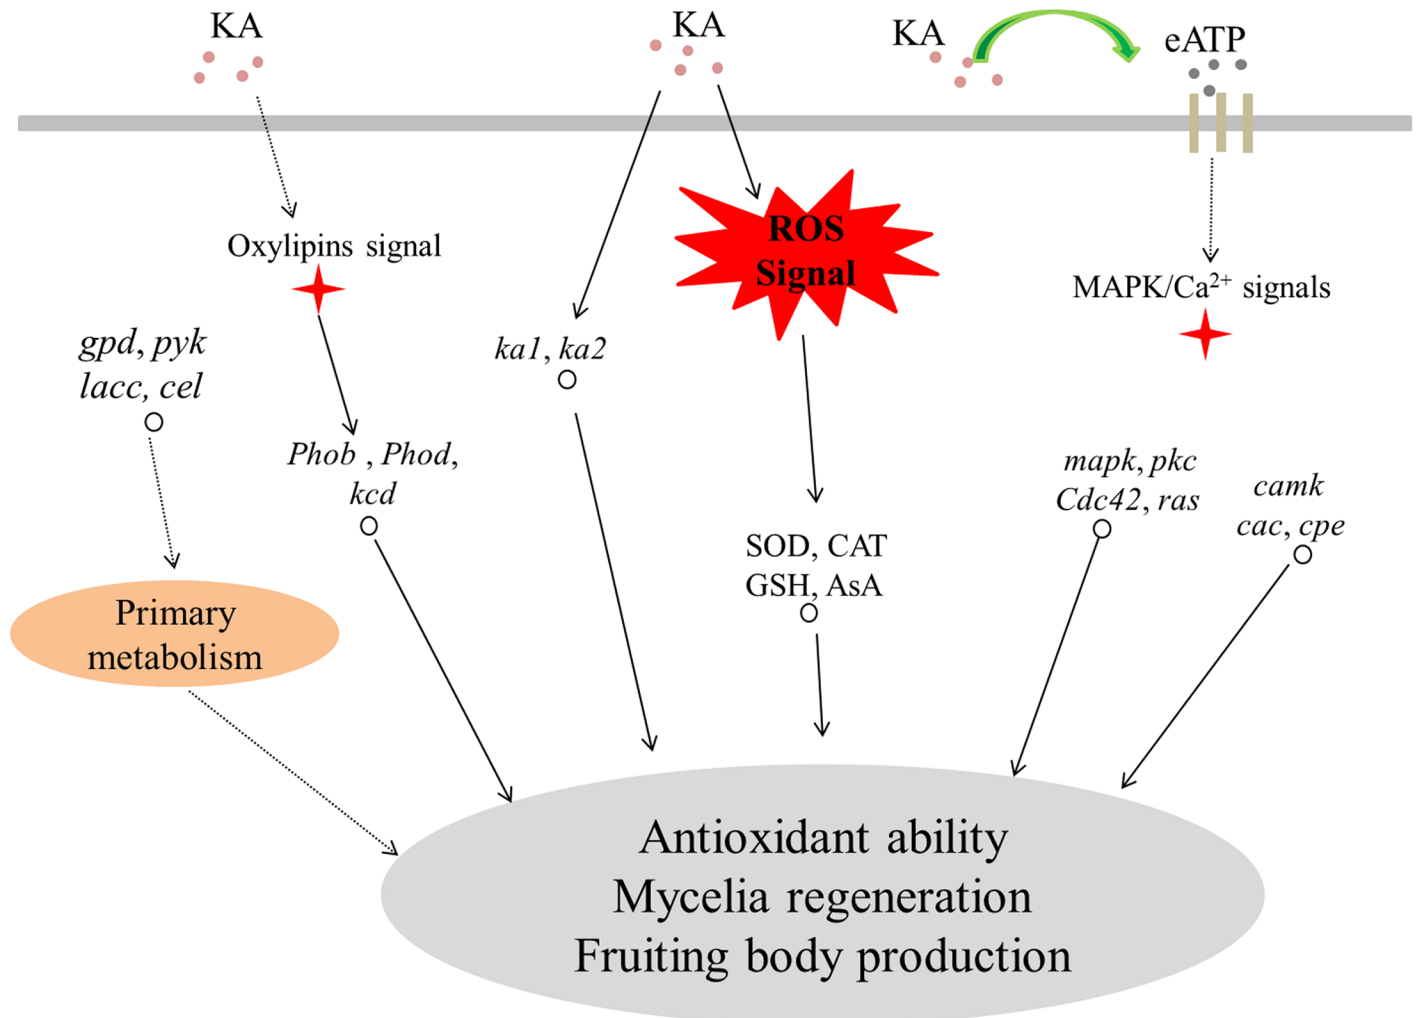 KA
KA
KA
eATP
Oxylipins signal
ROS
Signal
MAPK/Ca²⁺ signals
gpd, pyk
lacc, cel
ka1, ka2
Phob , Phod,
kcd
mapk, pkc
Cdc42, ras
camk
cac, cpe
SOD, CAT
GSH, AsA
Primary
metabolism
Antioxidant ability
Mycelia regeneration
Fruiting body production